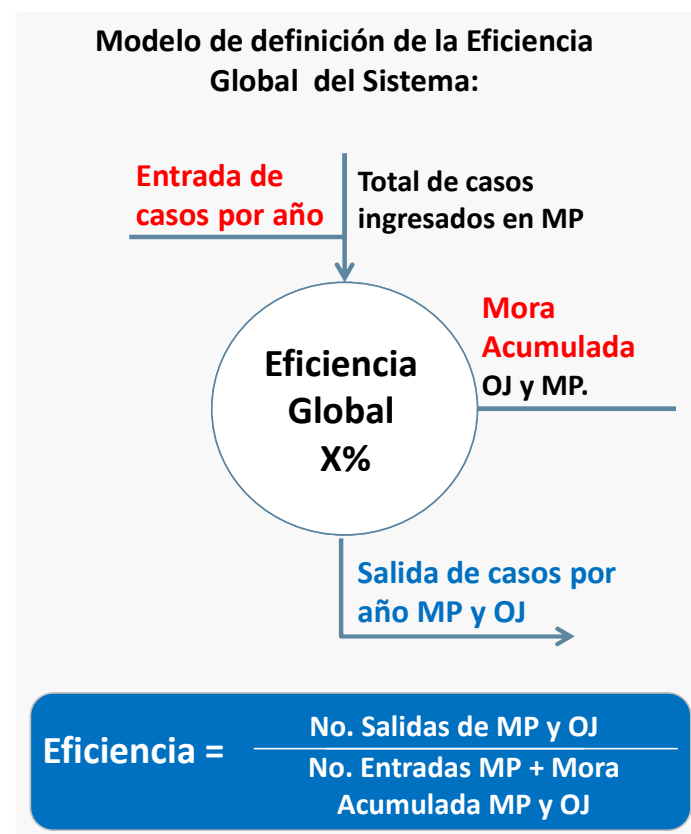 Modelo de definición de la Eficiencia
Global del Sistema:
Entrada de
casos por año
Total de casos
ingresados en MP
Mora
Acumulada
OJ y MP.
Eficiencia
Global
X%
Salida de casos por
año MP y OJ
Eficiencia =
No. Salidas de MP y OJ
No. Entradas MP + Mora
Acumulada MP y OJ